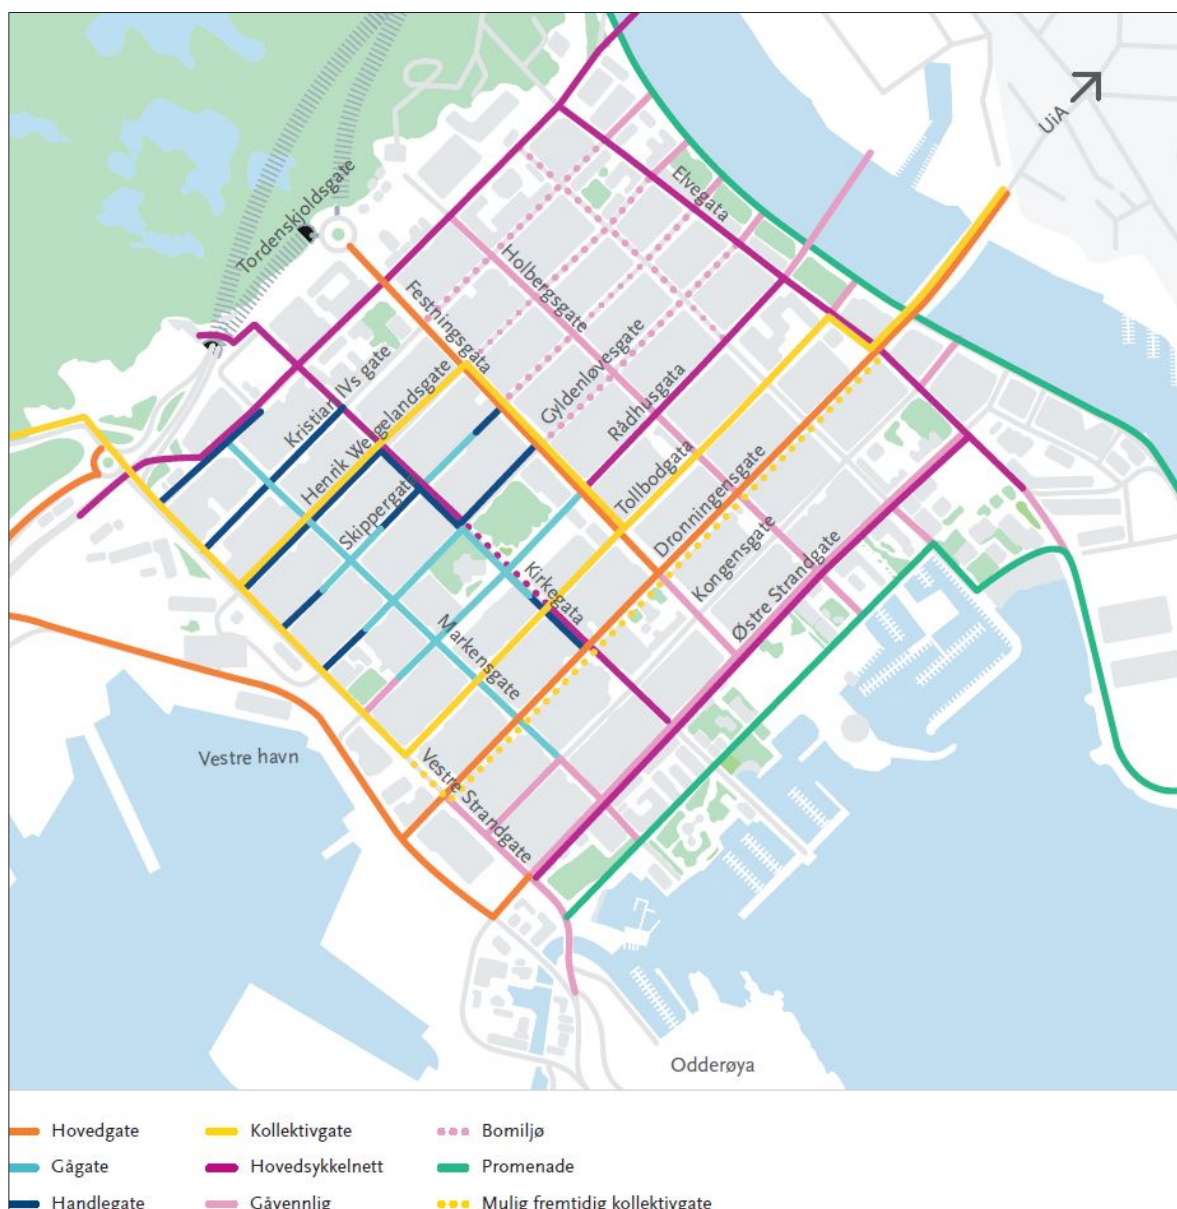 UiA
Tordenskjoldsgate
Elvegata
Holbergsgate
Festningsgata
Kristian IVs gate
Gyldenløvesgate
Henrik Wergelandsgate
Rådhusgata
Skippergata
Tollbodgata
Dronningensgate
Kirkegata
Kongensgate
Østre Strandgate
Markensgate
Vestre havn
Vestre Strandgate
Odderøya
Hovedgate
Kollektivgate
Bomiljø
Gågate
Hovedsykkelnett
Promenade
Handlegate
Gåvennlig
Mulig fremtidig kollektivgate